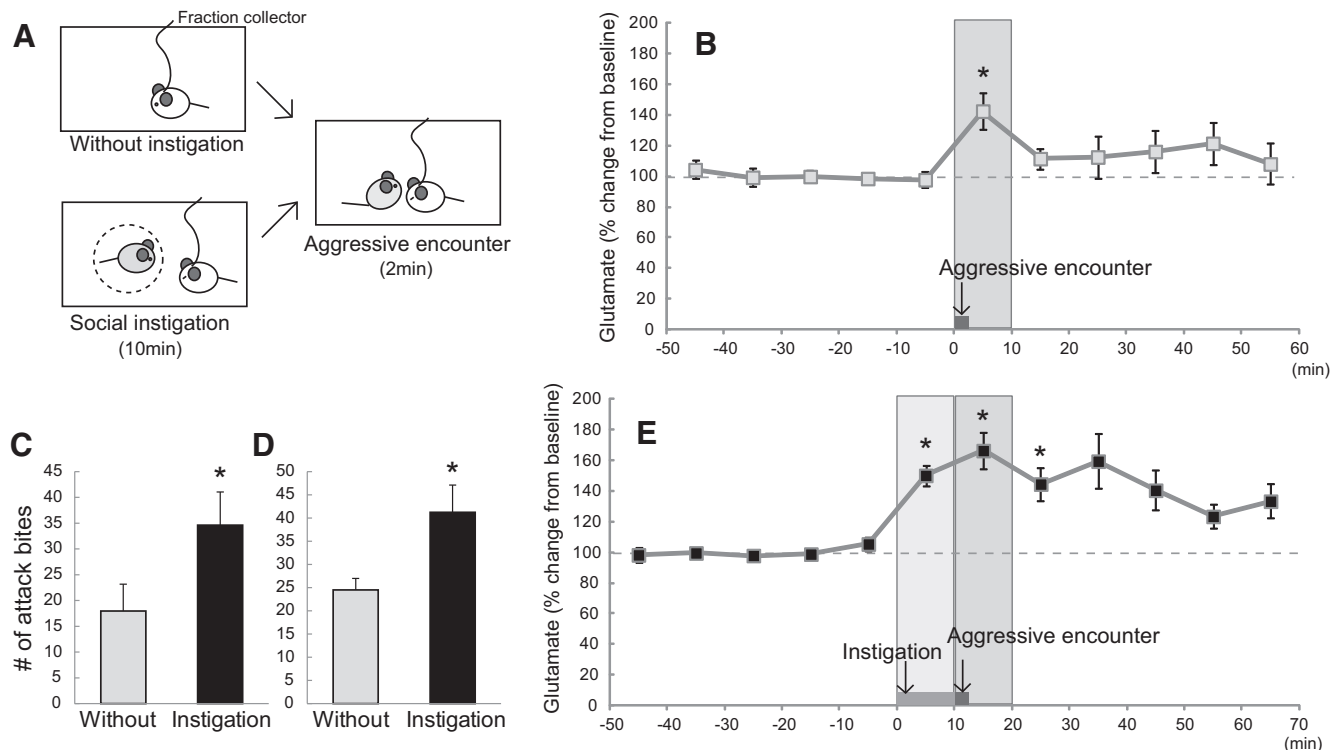 A
Fraction collector
Without instigation
Social instigation
(10min)
Aggressive encounter
(2min)
B
Glutamate (% change from baseline)
200
180
160
140
120
100
80
60
40
20
0
*
Aggressive encounter
-50 -40 -30 -20 -10 0 10 20 30 40 50 60
(min)
C
# of attack bites
45
40
35
30
25
20
15
10
5
0
*
Without Instigation
D
50
45
40
35
30
25
20
15
10
5
0
*
Without Instigation
E
Glutamate (% change from baseline)
200
180
160
140
120
100
80
60
40
20
0
* * *
Instigation
Aggressive encounter
-50 -40 -30 -20 -10 0 10 20 30 40 50 60 70
(min)